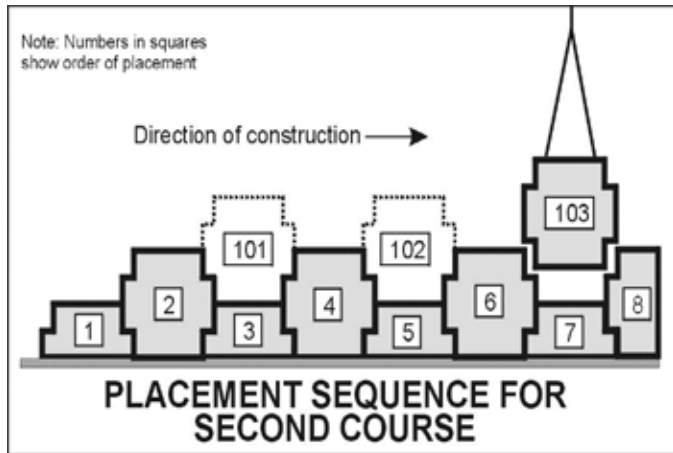 Note: Numbers in squares
show order of placement
Direction of construction
103
101
102
2
4
6
8
1
3
5
7
PLACEMENT SEQUENCE FOR
SECOND COURSE